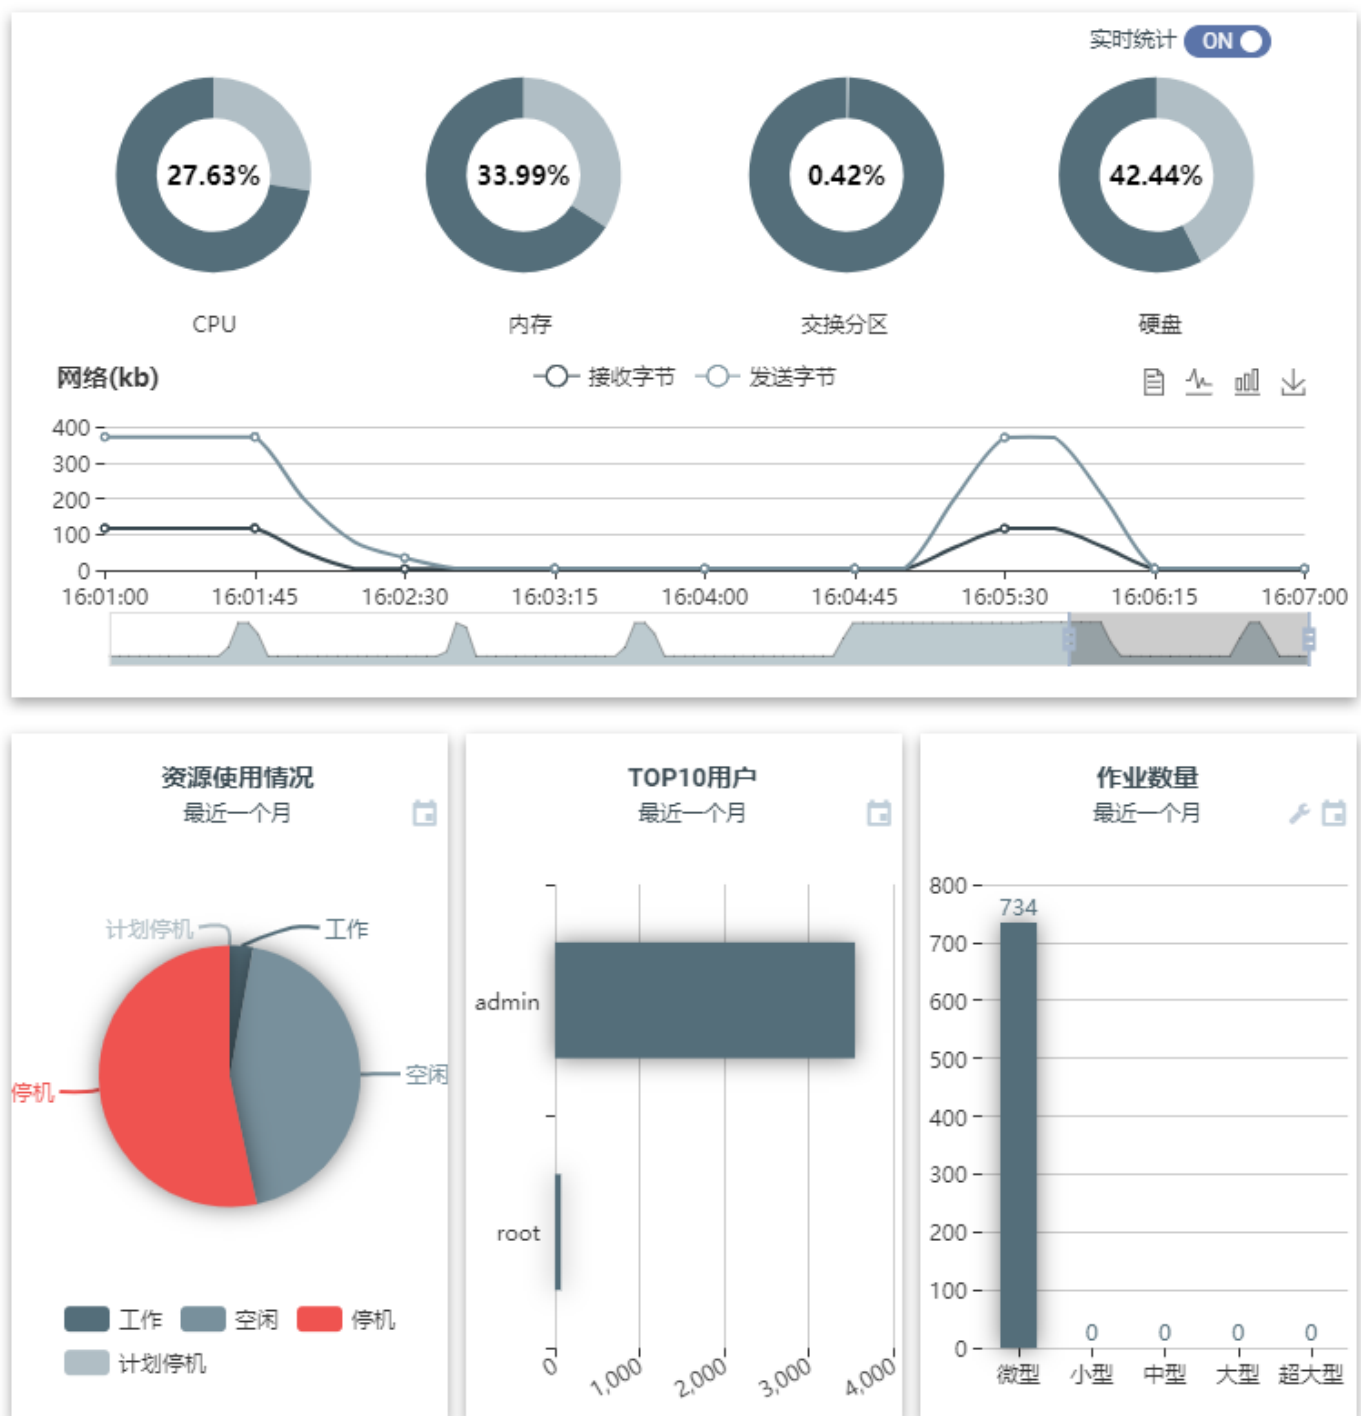 实时统计 ON
27.63% 33.99% 0.42% 42.44%
CPU 内存 交换分区 硬盘
网络(kb) 接收字节 发送字节
400
300
200
100
0
16:01:00 16:01:45 16:02:30 16:03:15 16:04:00 16:04:45 16:05:30 16:06:15 16:07:00
资源使用情况
最近一个月
计划停机 工作
空闲
停机
工作 空闲 停机
计划停机
TOP10用户
最近一个月
admin
root
0 1,000 2,000 3,000 4,000
作业数量
最近一个月
800
734
700
600
500
400
300
200
100
0 0 0 0 0
微型 小型 中型 大型 超大型